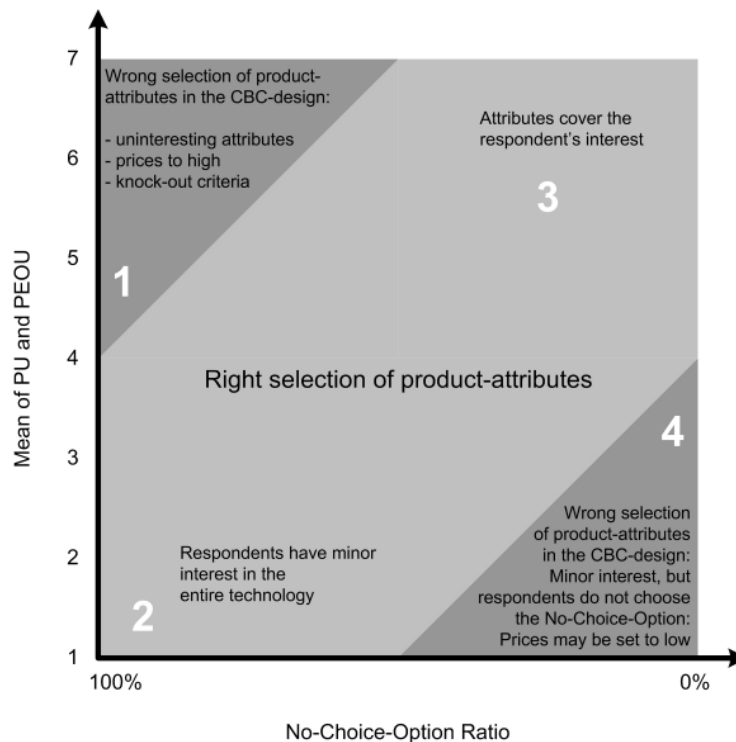 7
Wrong selection of product-
attributes in the CBC-design:
- uninteresting attributes
- prices to high
- knock-out criteria
Attributes cover the
respondent's interest
6
3
5
1
Mean of PU and PEOU
4
Right selection of product-attributes
4
3
Wrong selection
of product-attributes
in the CBC-design:
Minor interest, but
respondents do not choose
the No-Choice-Option:
Prices may be set to low
2
Respondents have minor
interest in the
entire technology
2
1
100%
0%
No-Choice-Option Ratio